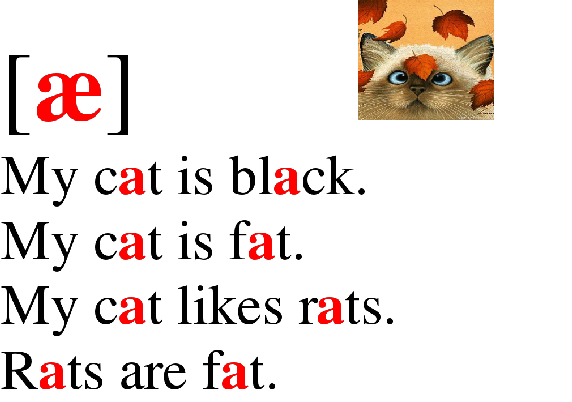 [æ]
My cat is black.
My cat is fat.
My cat likes rats.
Rats are fat.